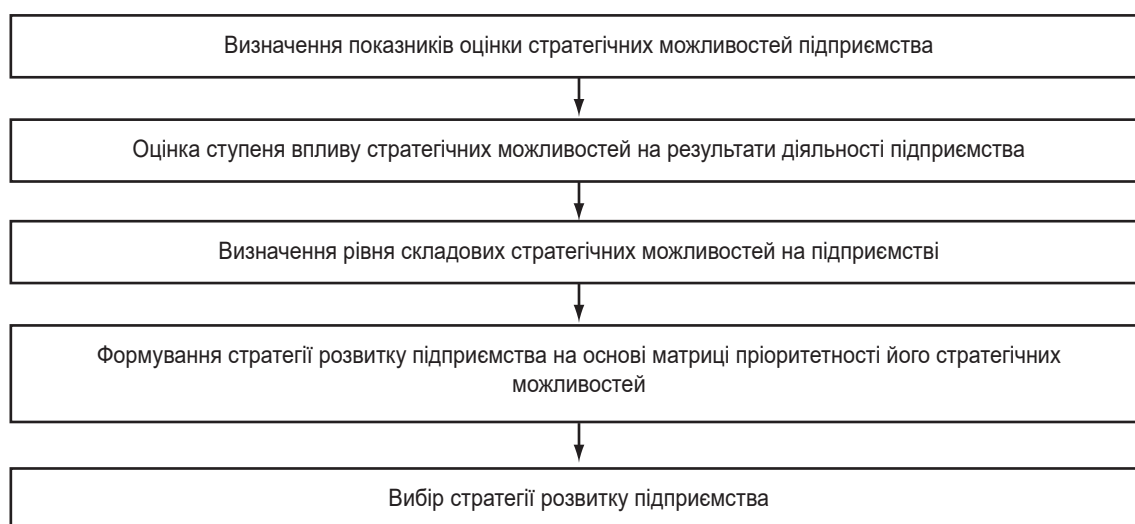 Визначення показників оцінки стратегічних можливостей підприємства
Оцінка ступеня впливу стратегічних можливостей на результати діяльності підприємства
Визначення рівня складових стратегічних можливостей на підприємстві
Формування стратегії розвитку підприємства на основі матриці пріоритетності його стратегічних
можливостей
Вибір стратегії розвитку підприємства